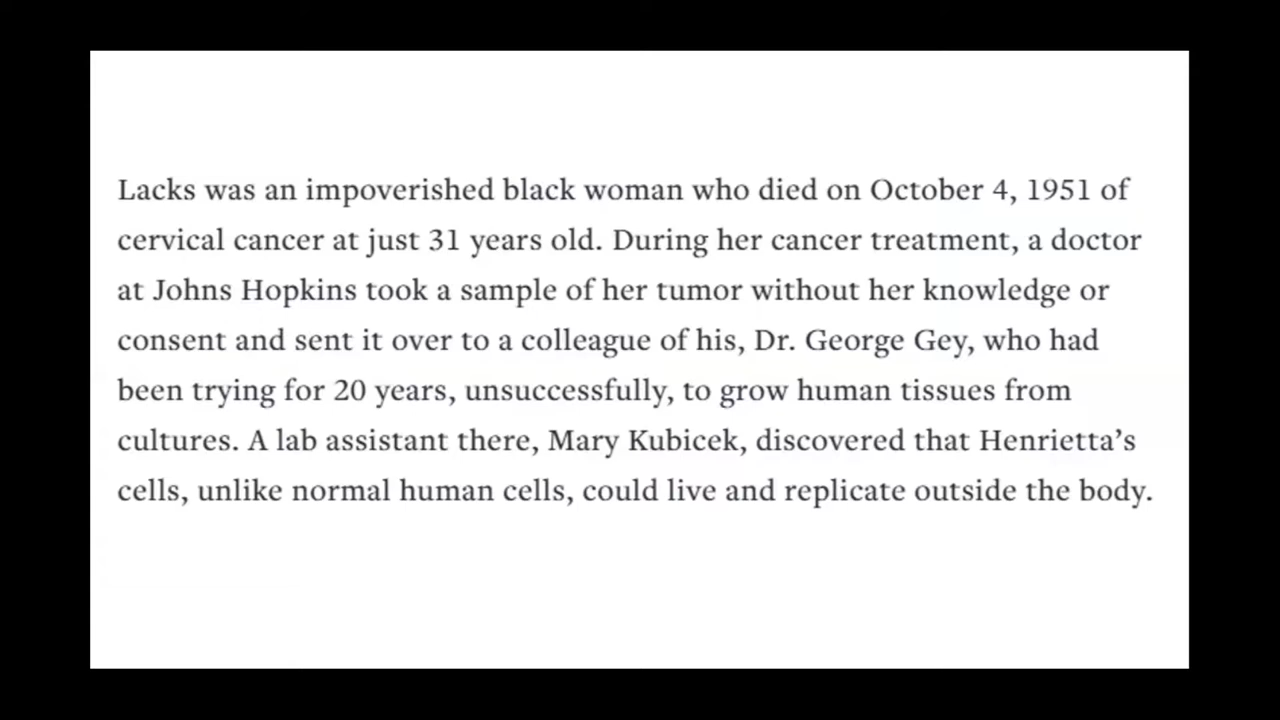 Lacks was an impoverished black woman who died on October 4, 1951 of
cervical cancer at just 31 years old. During her cancer treatment, a doctor
at Johns Hopkins took a sample of her tumor without her knowledge or
consent and sent it over to a colleague of his, Dr. George Gey, who had
been trying for 20 years, unsuccessfully, to grow human tissues from
cultures. A lab assistant there, Mary Kubicek, discovered that Henrietta’s
cells, unlike normal human cells, could live and replicate outside the body.